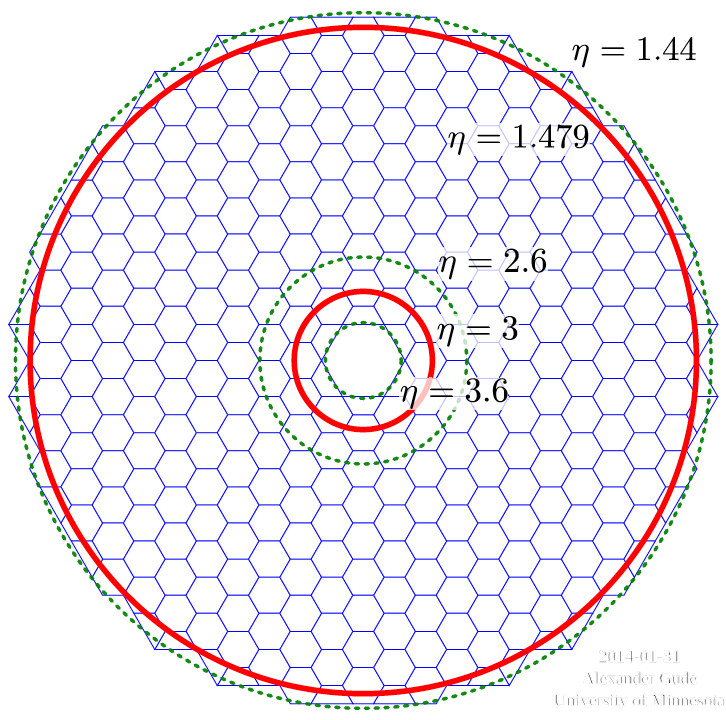 η = 1.44
η = 1.479
η = 2.6
η = 3
η = 3.6
2014-01-31
Alexander Gude
University of Minnesota